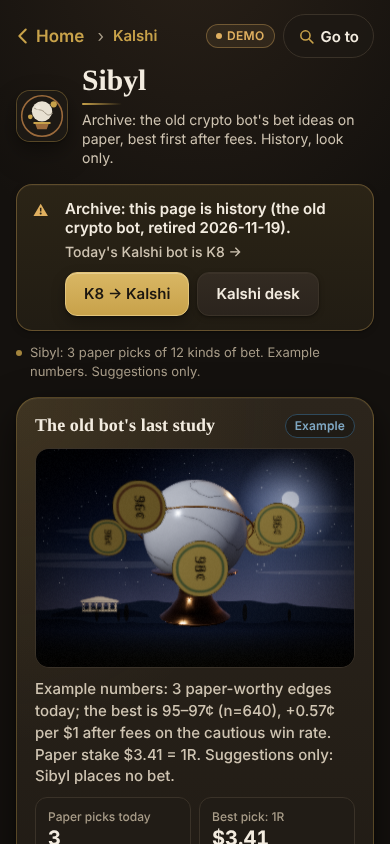 Home › Kalshi
DEMO
Go to
Sibyl
Archive: the old crypto bot's bet ideas on
paper, best first after fees. History, look
only.
Archive: this page is history (the old
crypto bot, retired 2026-11-19).
Today's Kalshi bot is K8 →
K8 → Kalshi
Kalshi desk
Sibyl: 3 paper picks of 12 kinds of bet. Example
numbers. Suggestions only.
The old bot's last study
Example
96¢
96¢
96¢
98¢
Example numbers: 3 paper-worthy edges
today; the best is 95–97¢ (n=640), +0.57¢
per $1 after fees on the cautious win rate.
Paper stake $3.41 = 1R. Suggestions only:
Sibyl places no bet.
Paper picks today
3
Best pick: 1R
$3.41